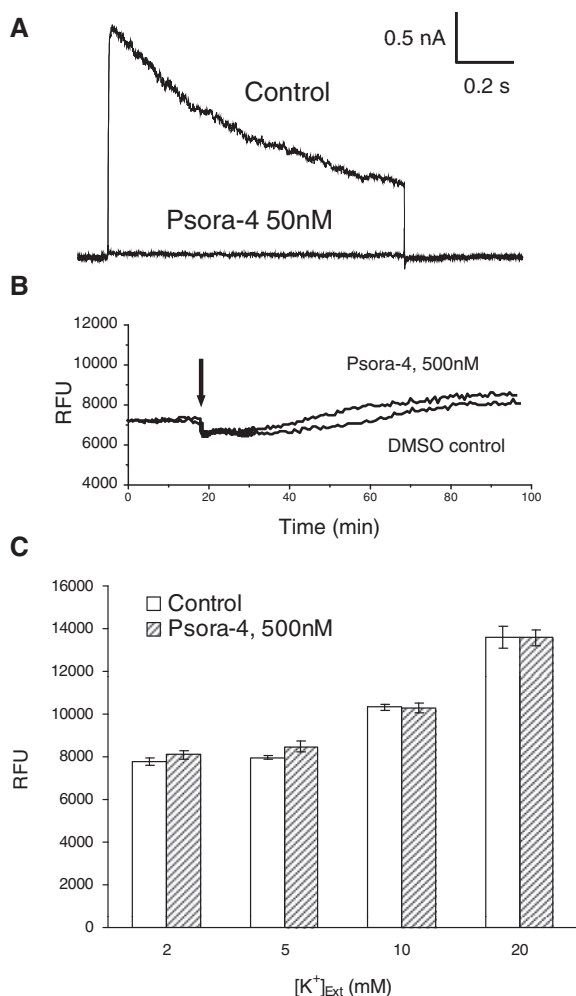 A
0.5 nA
0.2 s
Control
Psora-4 50nM
B
12000
10000
8000
6000
4000
RFU
Psora-4, 500nM
DMSO control
0 20 40 60 80 100
Time (min)
C
16000
14000
12000
10000
8000
6000
4000
2000
0
RFU
Control
Psora-4, 500nM
2 5 10 20
[K⁺]Ext (mM)